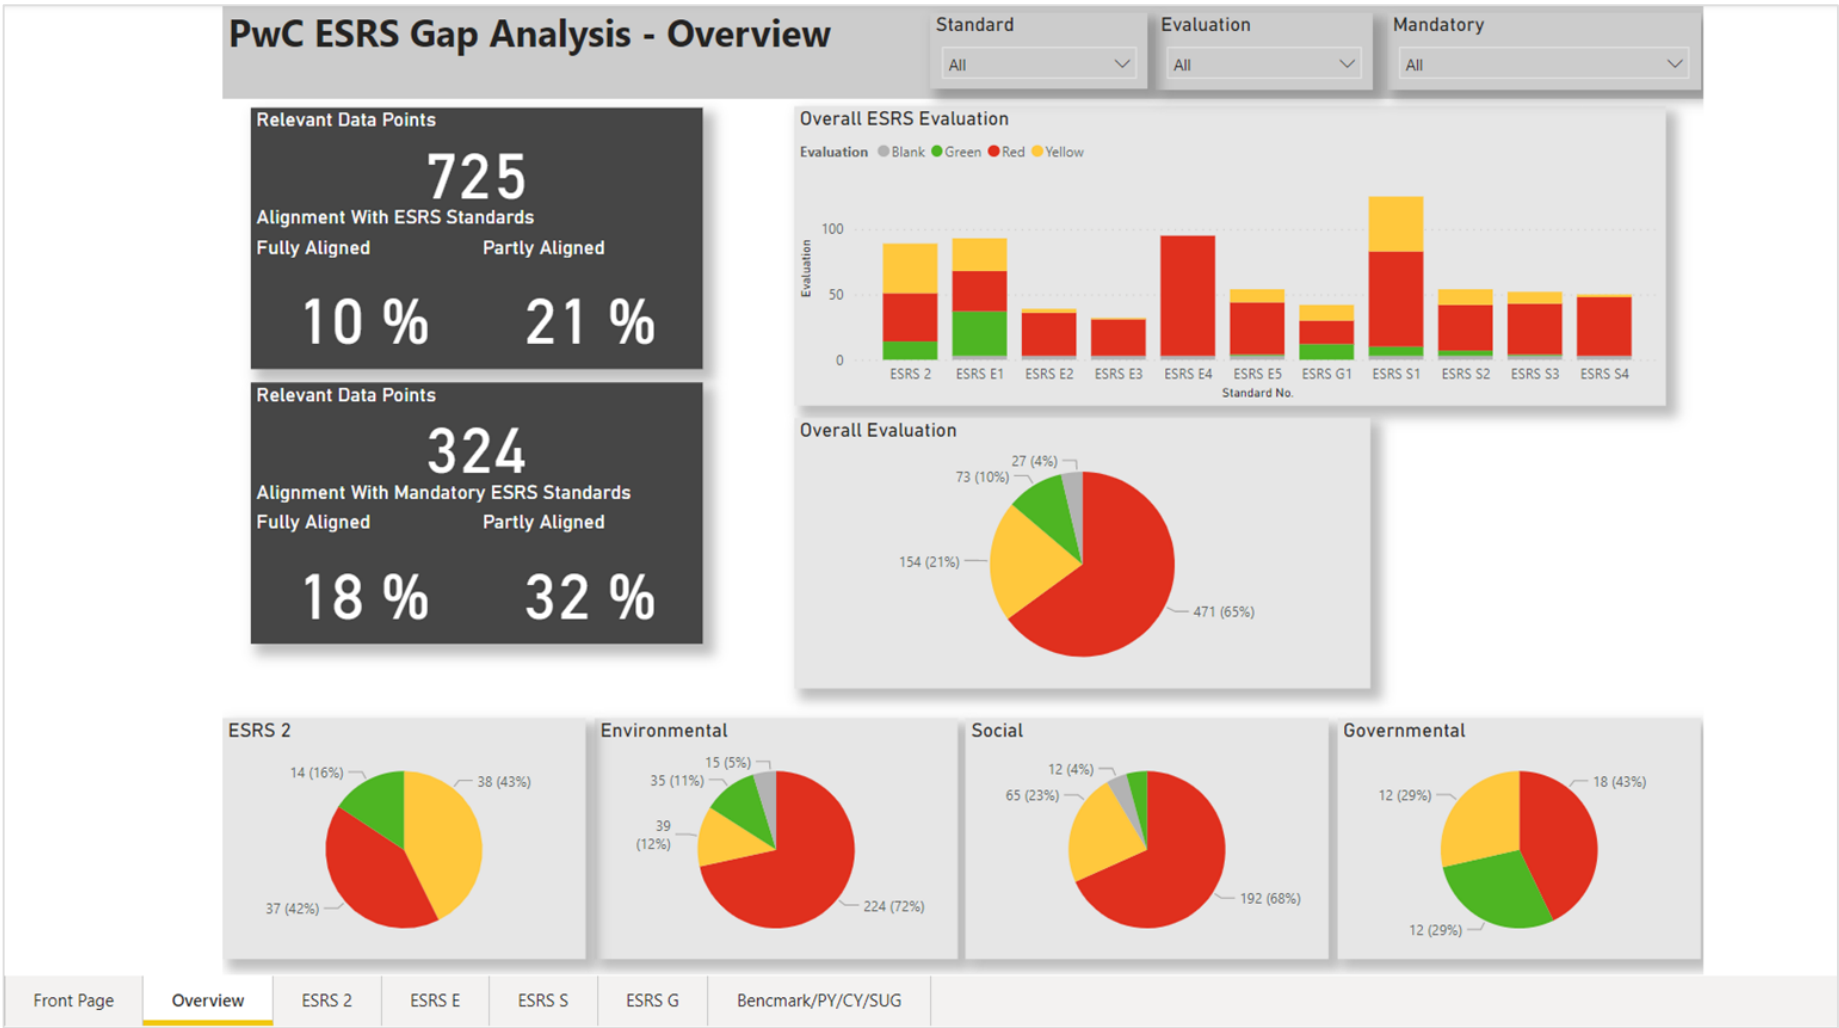 PwC ESRS Gap Analysis - Overview
Standard
All
Evaluation
All
Mandatory
All
Relevant Data Points
725
Alignment With ESRS Standards
Fully Aligned Partly Aligned
10 % 21 %
Relevant Data Points
324
Alignment With Mandatory ESRS Standards
Fully Aligned Partly Aligned
18 % 32 %
Overall ESRS Evaluation
Evaluation Blank Green Red Yellow
Evaluation
100
50
0
ESRS 2 ESRS E1 ESRS E2 ESRS E3 ESRS E4 ESRS E5 ESRS G1 ESRS S1 ESRS S2 ESRS S3 ESRS S4
Standard No.
Overall Evaluation
27 (4%)
73 (10%)
154 (21%)
471 (65%)
ESRS 2
14 (16%)
38 (43%)
37 (42%)
Environmental
15 (5%)
35 (11%)
39
(12%)
224 (72%)
Social
12 (4%)
65 (23%)
192 (68%)
Governmental
18 (43%)
12 (29%)
12 (29%)
Front Page Overview ESRS 2 ESRS E ESRS S ESRS G Bencmark/PY/CY/SUG